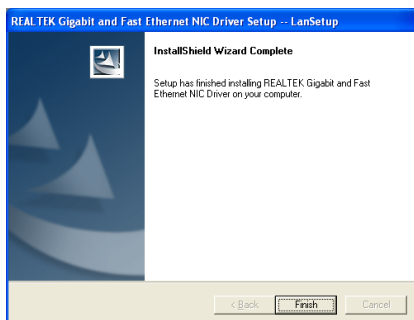 REALTEK Gigabit and Fast Ethernet NIC Driver Setup -- LanSetup
InstallShield Wizard Complete
Setup has finished installing REALTEK Gigabit and Fast
Ethernet NIC Driver on your computer.
< Back
Finish
Cancel